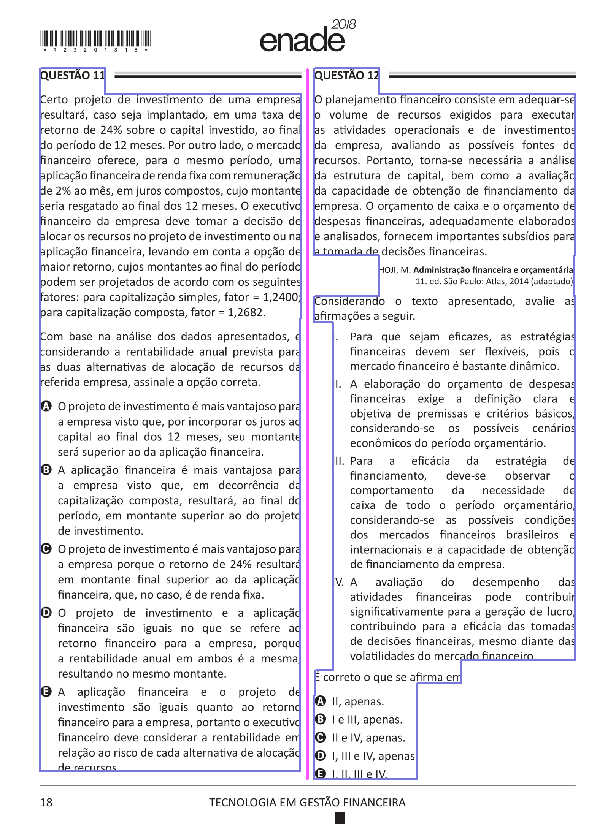 *R23201818*
enade 2018
QUESTÃO 11
Certo projeto de investimento de uma empresa
resultará, caso seja implantado, em uma taxa de
retorno de 24% sobre o capital investido, ao final
do período de 12 meses. Por outro lado, o mercado
financeiro oferece, para o mesmo período, uma
aplicação financeira de renda fixa com remuneração
de 2% ao mês, em juros compostos, cujo montante
seria resgatado ao final dos 12 meses. O executivo
financeiro da empresa deve tomar a decisão de
alocar os recursos no projeto de investimento ou na
aplicação financeira, levando em conta a opção de
maior retorno, cujos montantes ao final do período
podem ser projetados de acordo com os seguintes
fatores: para capitalização simples, fator = 1,2400;
para capitalização composta, fator = 1,2682.
Com base na análise dos dados apresentados, e
considerando a rentabilidade anual prevista para
as duas alternativas de alocação de recursos da
referida empresa, assinale a opção correta.
A O projeto de investimento é mais vantajoso para
a empresa visto que, por incorporar os juros ao
capital ao final dos 12 meses, seu montante
será superior ao da aplicação financeira.
B A aplicação financeira é mais vantajosa para
a empresa visto que, em decorrência da
capitalização composta, resultará, ao final do
período, em montante superior ao do projeto
de investimento.
C O projeto de investimento é mais vantajoso para
a empresa porque o retorno de 24% resultará
em montante final superior ao da aplicação
financeira, que, no caso, é de renda fixa.
D O projeto de investimento e a aplicação
financeira são iguais no que se refere ao
retorno financeiro para a empresa, porque
a rentabilidade anual em ambos é a mesma,
resultando no mesmo montante.
E A aplicação financeira e o projeto de
investimento são iguais quanto ao retorno
financeiro para a empresa, portanto o executivo
financeiro deve considerar a rentabilidade em
relação ao risco de cada alternativa de alocação
de recursos.
QUESTÃO 12
O planejamento financeiro consiste em adequar-se
o volume de recursos exigidos para executar
as atividades operacionais e de investimentos
da empresa, avaliando as possíveis fontes de
recursos. Portanto, torna-se necessária a análise
da estrutura de capital, bem como a avaliação
da capacidade de obtenção de financiamento da
empresa. O orçamento de caixa e o orçamento de
despesas financeiras, adequadamente elaborados
e analisados, fornecem importantes subsídios para
a tomada de decisões financeiras.
HOJI. M. Administração financeira e orçamentária
11. ed. São Paulo: Atlas, 2014 (adaptado)
Considerando o texto apresentado, avalie as
afirmações a seguir.
I. Para que sejam eficazes, as estratégias
financeiras devem ser flexíveis, pois o
mercado financeiro é bastante dinâmico.
II. A elaboração do orçamento de despesas
financeiras exige a definição clara e
objetiva de premissas e critérios básicos,
considerando-se os possíveis cenários
econômicos do período orçamentário.
III. Para a eficácia da estratégia de
financiamento, deve-se observar o
comportamento da necessidade de
caixa de todo o período orçamentário,
considerando-se as possíveis condições
dos mercados financeiros brasileiros e
internacionais e a capacidade de obtenção
de financiamento da empresa.
IV. A avaliação do desempenho das
atividades financeiras pode contribuir
significativamente para a geração de lucro,
contribuindo para a eficácia das tomadas
de decisões financeiras, mesmo diante das
volatilidades do mercado financeiro.
É correto o que se afirma em
A II, apenas.
B I e III, apenas.
C II e IV, apenas.
D I, III e IV, apenas
E I, II, III e IV.
18
TECNOLOGIA EM GESTÃO FINANCEIRA